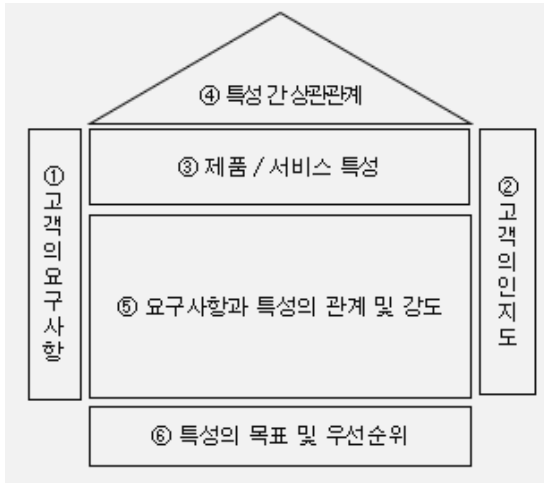 ④ 특성 간 상관관계
③ 제품 / 서비스 특성
① 고객의 요구사항
② 고객의 인지도
⑤ 요구사항과 특성의 관계 및 강도
⑥ 특성의 목표 및 우선순위